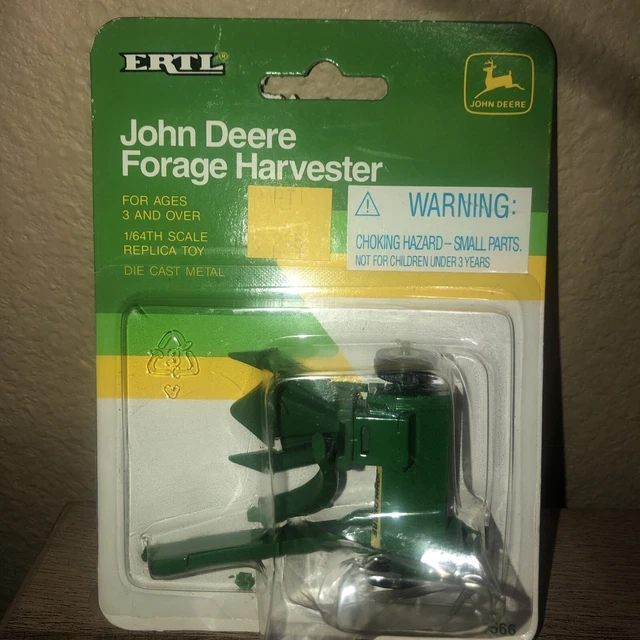 ERTL®
JOHN DEERE
John Deere
Forage Harvester
FOR AGES
3 AND OVER
1/64TH SCALE
REPLICA TOY
DIE CAST METAL
WARNING:
CHOKING HAZARD – SMALL PARTS.
NOT FOR CHILDREN UNDER 3 YEARS
566